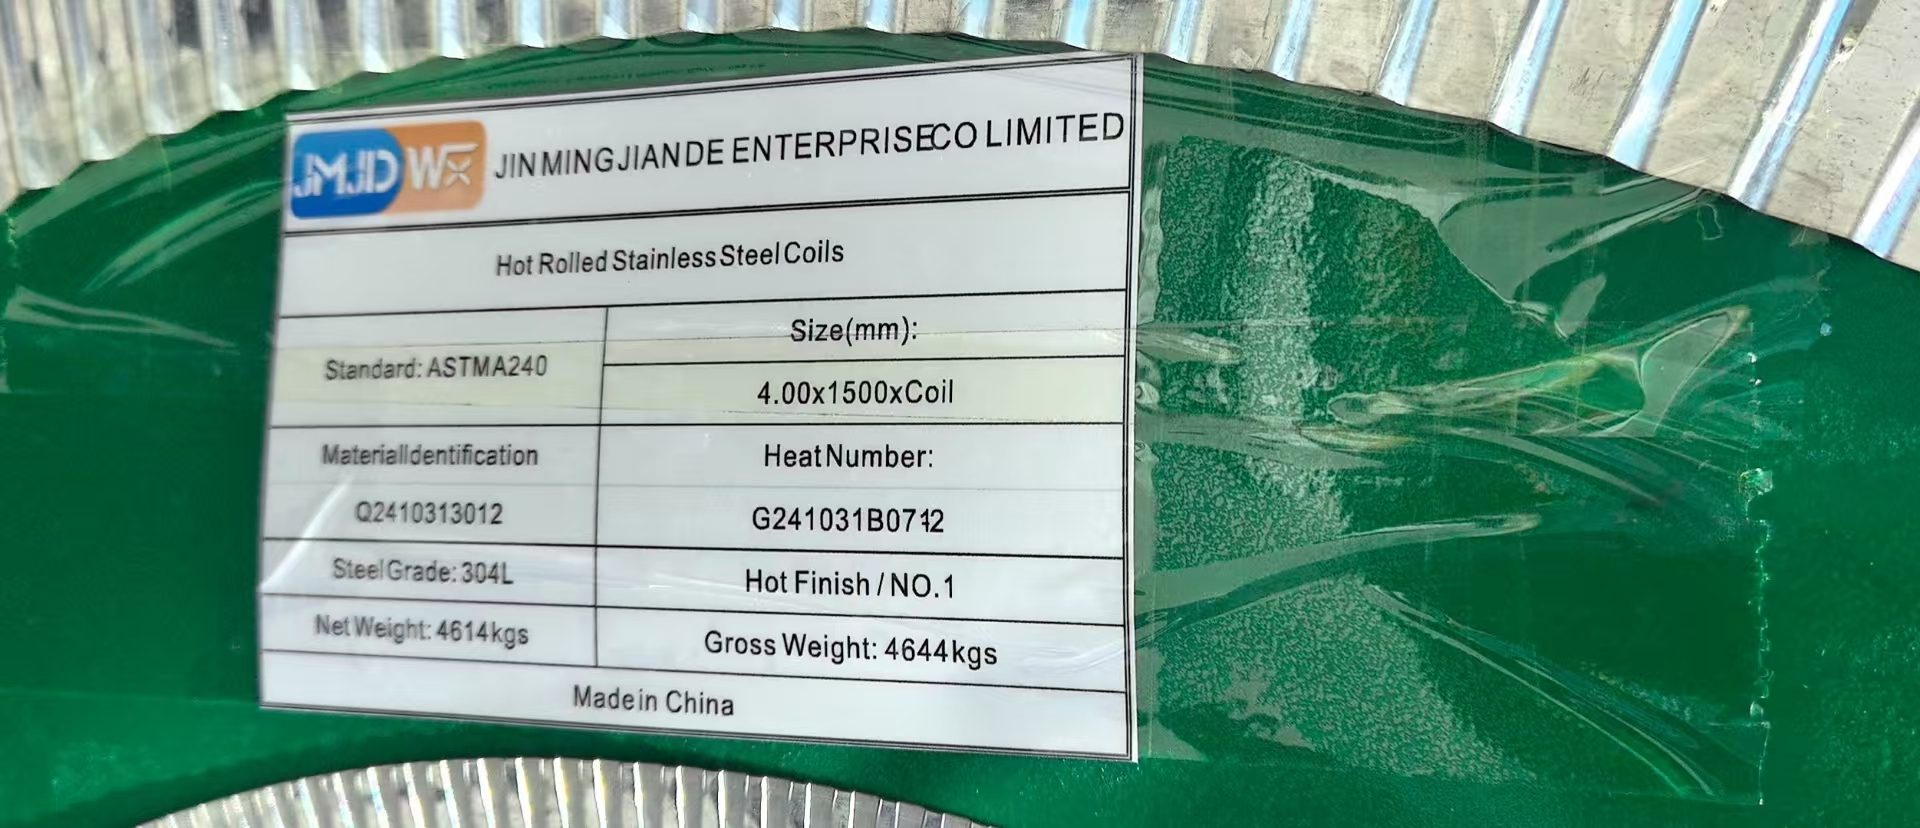 JMJD WX JIN MING JIAN DE ENTERPRISE CO LIMITED
Hot Rolled Stainless Steel Coils
Standard: ASTMA240
Size(mm):
4.00x1500xCoil
Material Identification
Q2410313012
Heat Number:
G241031B0712
Steel Grade: 304L
Hot Finish / NO.1
Net Weight: 4614kgs
Gross Weight: 4644kgs
Made in China